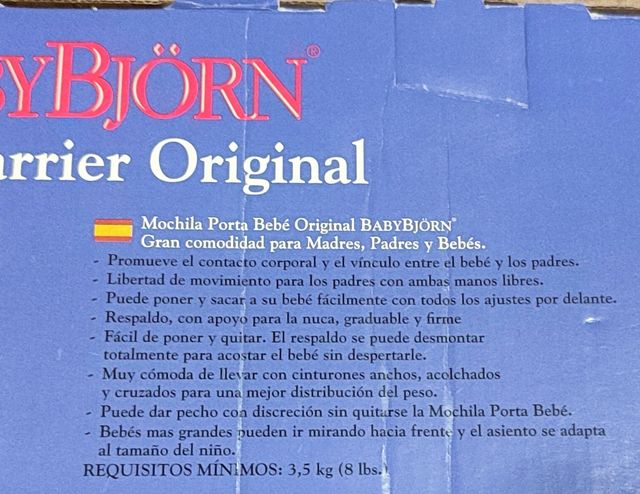 YBJÖRN®
arrier Original
Mochila Porta Bebé Original BABYBJÖRN®
Gran comodidad para Madres, Padres y Bebés.
- Promueve el contacto corporal y el vínculo entre el bebé y los padres.
- Libertad de movimiento para los padres con ambas manos libres.
- Puede poner y sacar a su bebé fácilmente con todos los ajustes por delante.
- Respaldo, con apoyo para la nuca, graduable y firme
- Fácil de poner y quitar. El respaldo se puede desmontar
totalmente para acostar el bebé sin despertarle.
- Muy cómoda de llevar con cinturones anchos, acolchados
y cruzados para una mejor distribución del peso.
- Puede dar pecho con discreción sin quitarse la Mochila Porta Bebé.
- Bebés mas grandes pueden ir mirando hacia frente y el asiento se adapta
al tamaño del niño.
REQUISITOS MÍNIMOS: 3,5 kg (8 lbs.)